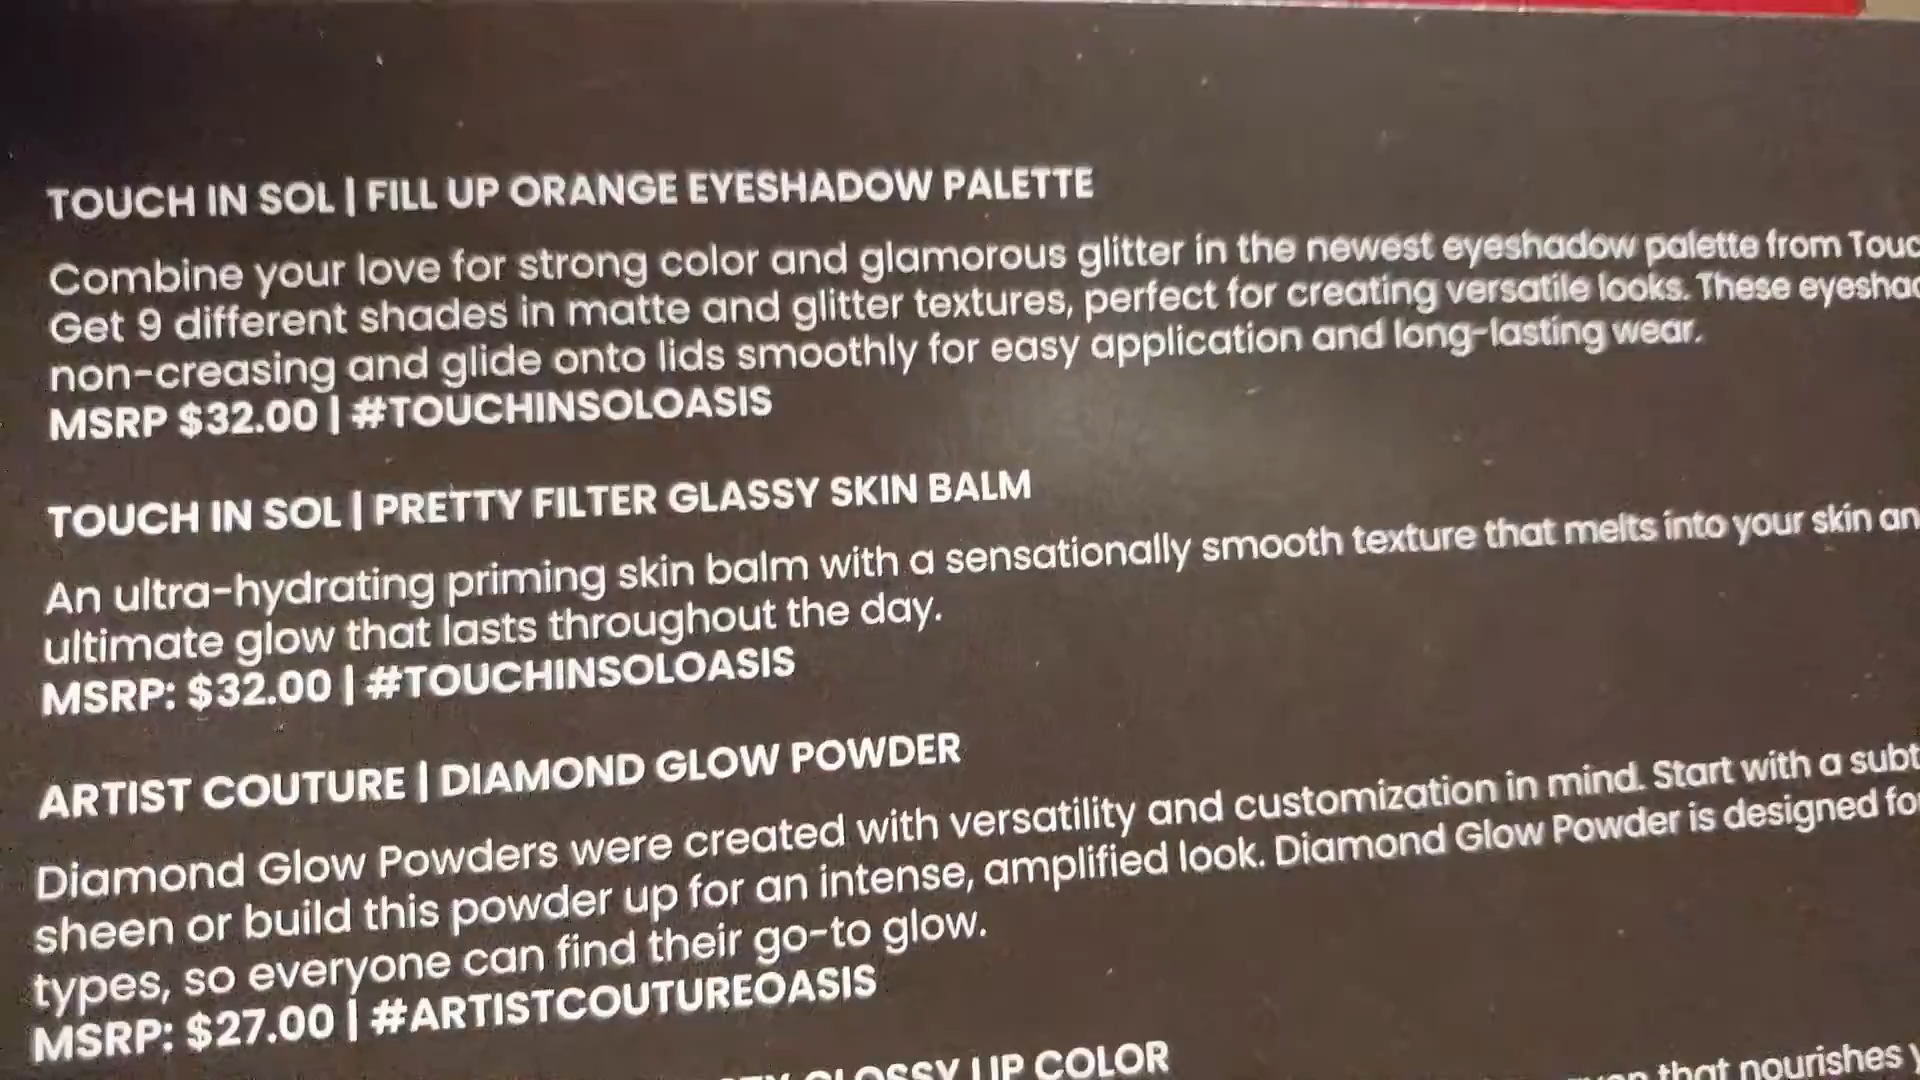 TOUCH IN SOL | FILL UP ORANGE EYESHADOW PALETTE
Combine your love for strong color and glamorous glitter in the newest eyeshadow palette from
Get 9 different shades in matte and glitter textures, perfect for creating versatile looks. These
non-creasing and glide onto lids smoothly for easy application and long-lasting wear.
MSRP $32.00 | #TOUCHINSOLOASIS
TOUCH IN SOL | PRETTY FILTER GLASSY SKIN BALM
An ultra-hydrating priming skin balm with a sensationally smooth texture that melts into your skin
ultimate glow that lasts throughout the day.
MSRP: $32.00 | #TOUCHINSOLOASIS
ARTIST COUTURE | DIAMOND GLOW POWDER
Diamond Glow Powders were created with versatility and customization in mind. Start with a
sheen or build this powder up for an intense, amplified look. Diamond Glow Powder is designed
types, so everyone can find their go-to glow.
MSRP: $27.00 | #ARTISTCOUTUREOASIS
GLOSSY LIP COLOR
that nourishes